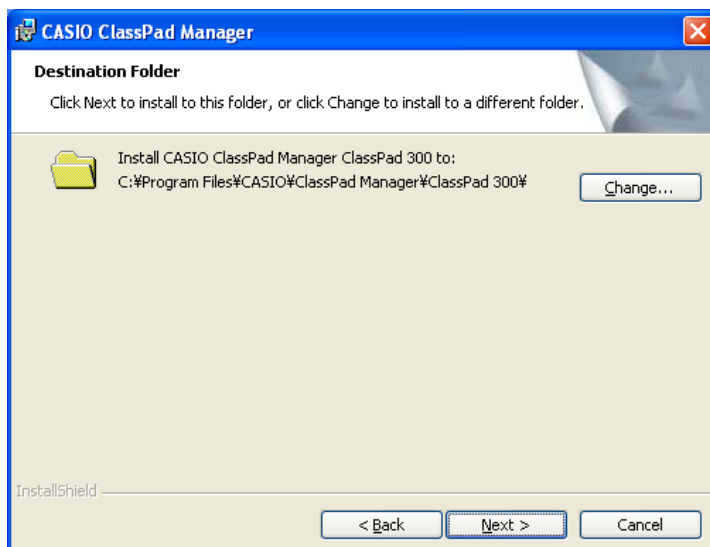 CASIO ClassPad Manager
Destination Folder
Click Next to install to this folder, or click Change to install to a different folder.
Install CASIO ClassPad Manager ClassPad 300 to:
C:¥Program Files¥CASIO¥ClassPad Manager¥ClassPad 300¥
Change...
InstallShield
< Back
Next >
Cancel